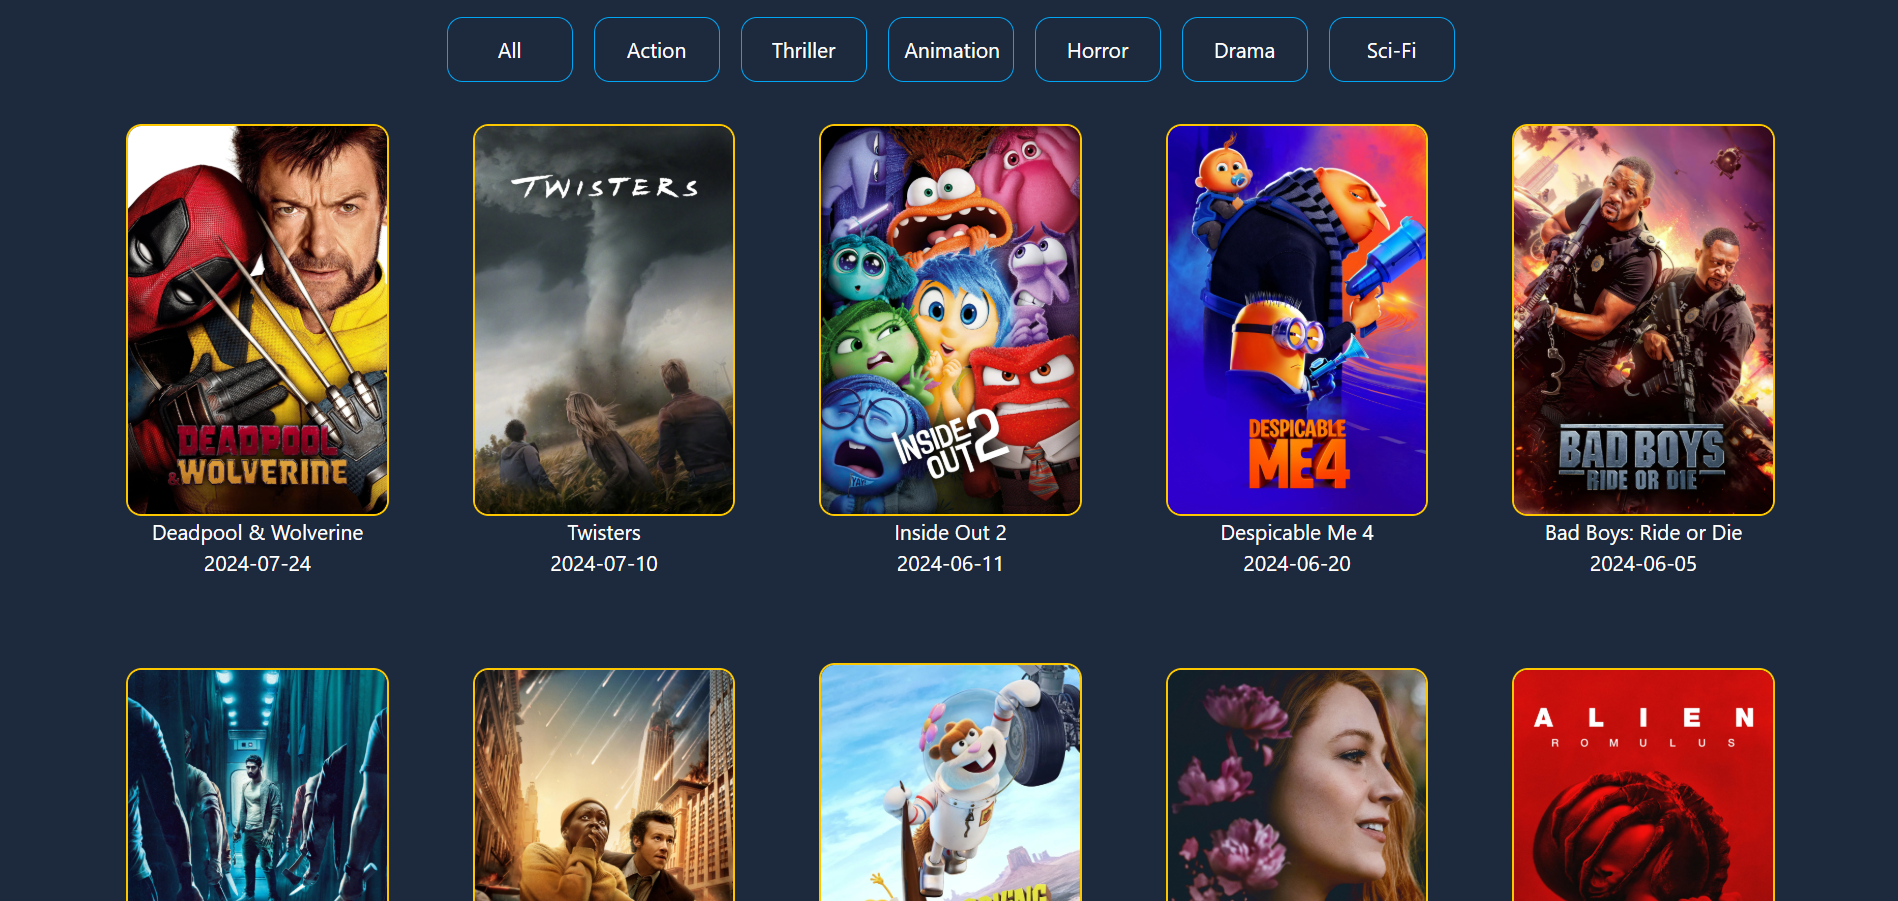 All
Action
Thriller
Animation
Horror
Drama
Sci-Fi
TWISTERS
DEADPOOL
& WOLVERINE
INSIDE
OUT 2
DESPICABLE
ME 4
BAD BOYS
RIDE OR DIE
Deadpool & Wolverine
2024-07-24
Twisters
2024-07-10
Inside Out 2
2024-06-11
Despicable Me 4
2024-06-20
Bad Boys: Ride or Die
2024-06-05
ALIEN
ROMULUS